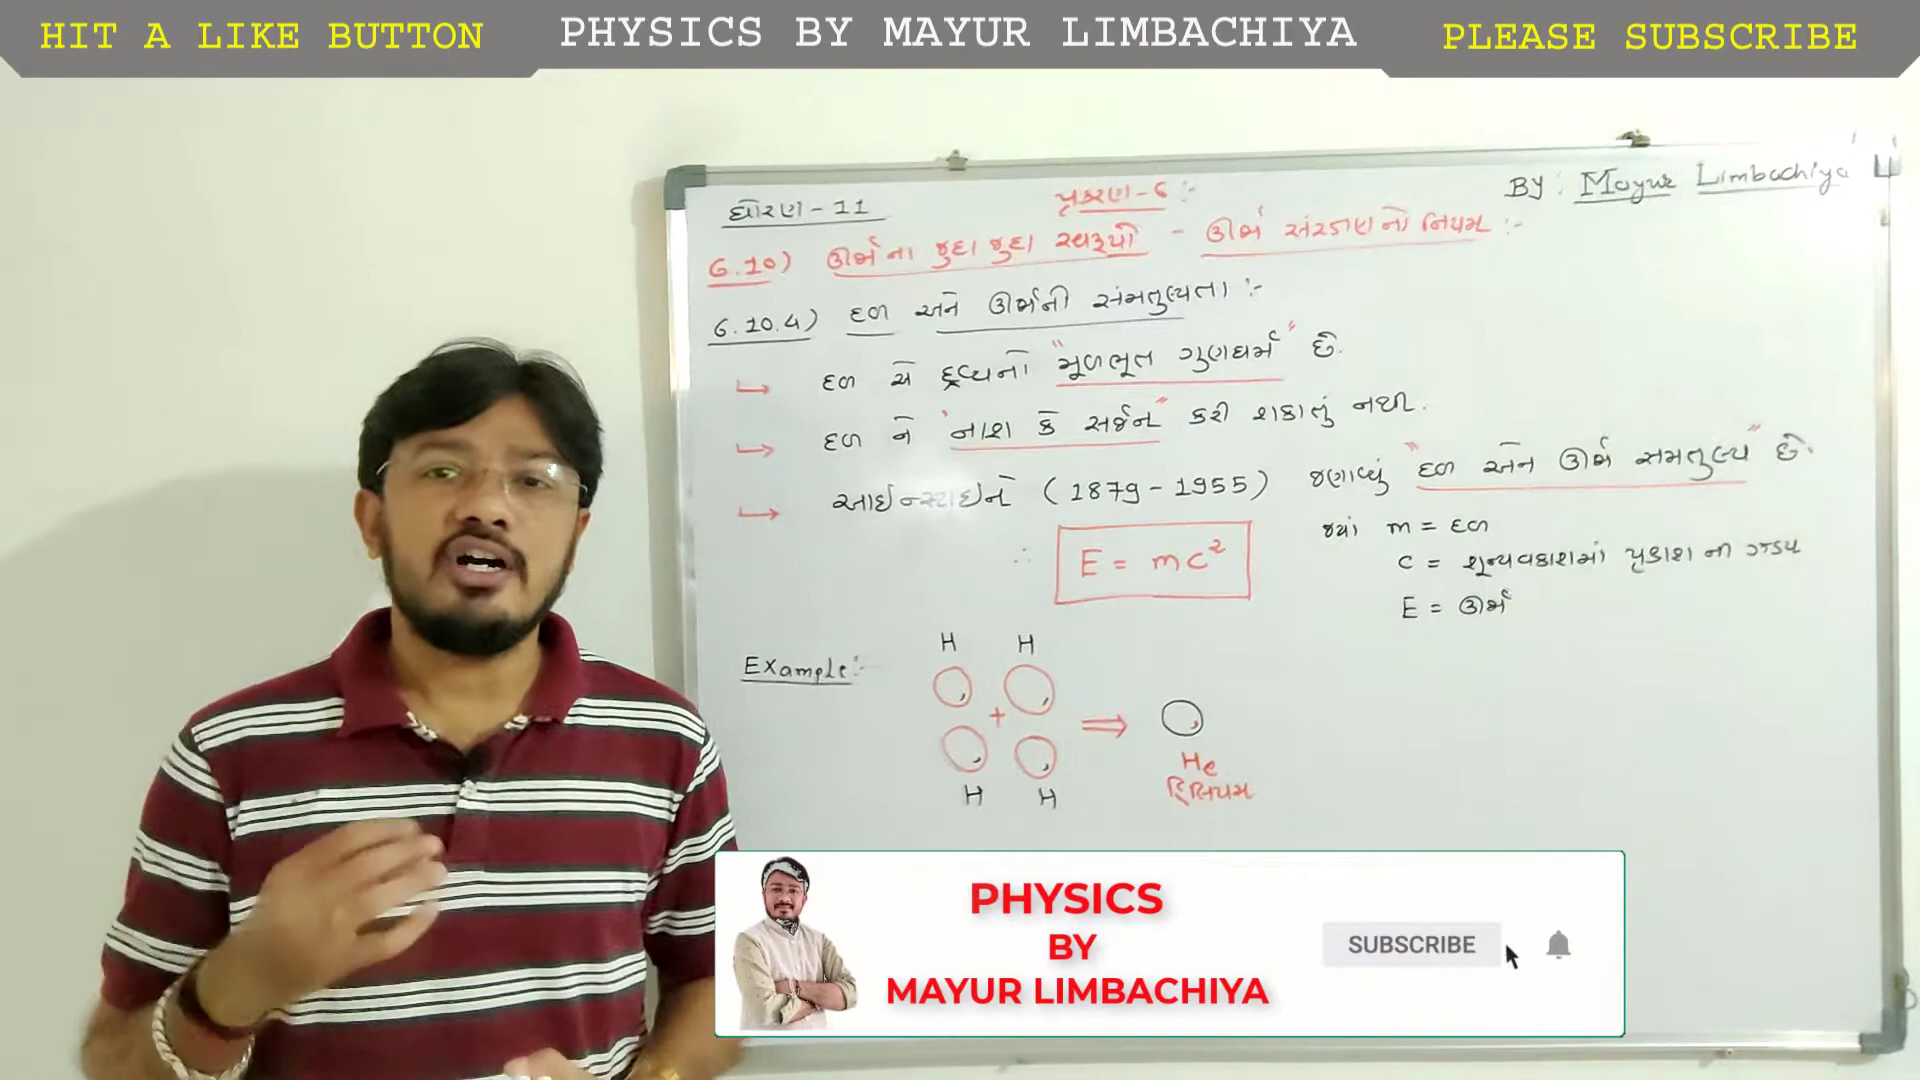 HIT A LIKE BUTTON
PHYSICS BY MAYUR LIMBACHIYA
PLEASE SUBSCRIBE
BY : Mayur Limbachiya
ધોરણ - 11
પ્રકરણ - 6 :-
6.10) ઊર્જાના જુદા જુદા સ્વરૂપો - ઊર્જા સંરક્ષણનો નિયમ :-
6.10.4) દળ અને ઊર્જાની સંમતુલ્યતા :-
દળ એ દ્રવ્યનો "મૂળભૂત ગુણધર્મ" છે.
દળ ને "નાશ કે સર્જન" કરી શકાતું નથી.
આઈન્સ્ટાઈને (1879 - 1955) જણાવ્યું "દળ અને ઊર્જા સમતુલ્ય" છે.
∴ E = mc²
જ્યાં m = દળ
c = શૂન્યવકાશમાં પ્રકાશ ની ઝડપ
E = ઊર્જા
Example :-
H H
+ ⇒
H H
He
હિલિયમ
PHYSICS
BY
MAYUR LIMBACHIYA
SUBSCRIBE